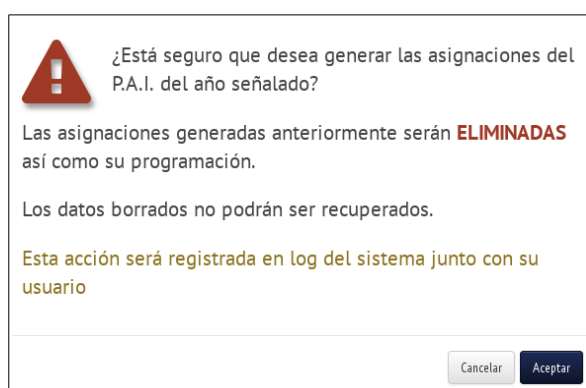 ¿Está seguro que desea generar las asignaciones del
P.A.I. del año señalado?
Las asignaciones generadas anteriormente serán ELIMINADAS
así como su programación.
Los datos borrados no podrán ser recuperados.
Esta acción será registrada en log del sistema junto con su
usuario
Cancelar
Aceptar